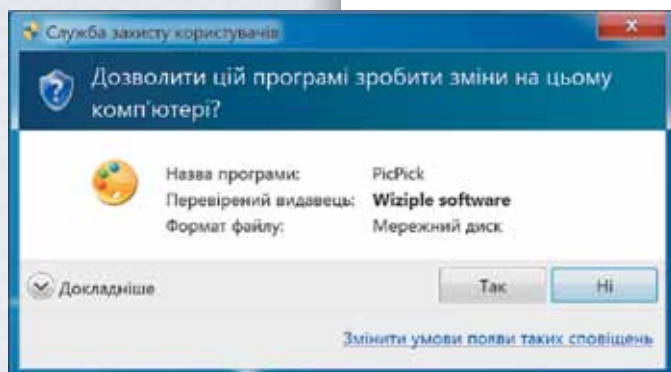 Служба захисту користувачів
Дозволити цій програмі зробити зміни на цьому
комп'ютері?
Назва програми: PicPick
Перевірений видавець: Wiziple software
Формат файлу: Мережний диск
Докладніше
Так Ні
Змінити умови появи таких сповіщень